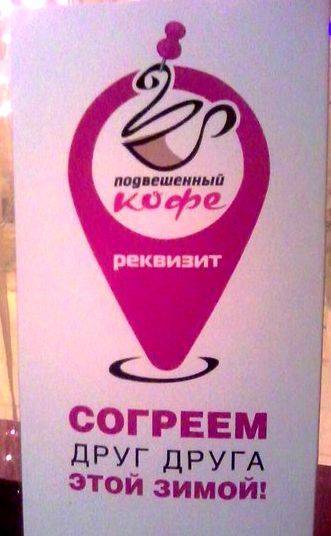 подвешенный
кофе
реквизит
СОГРЕЕМ
ДРУГ ДРУГА
ЭТОЙ ЗИМОЙ!